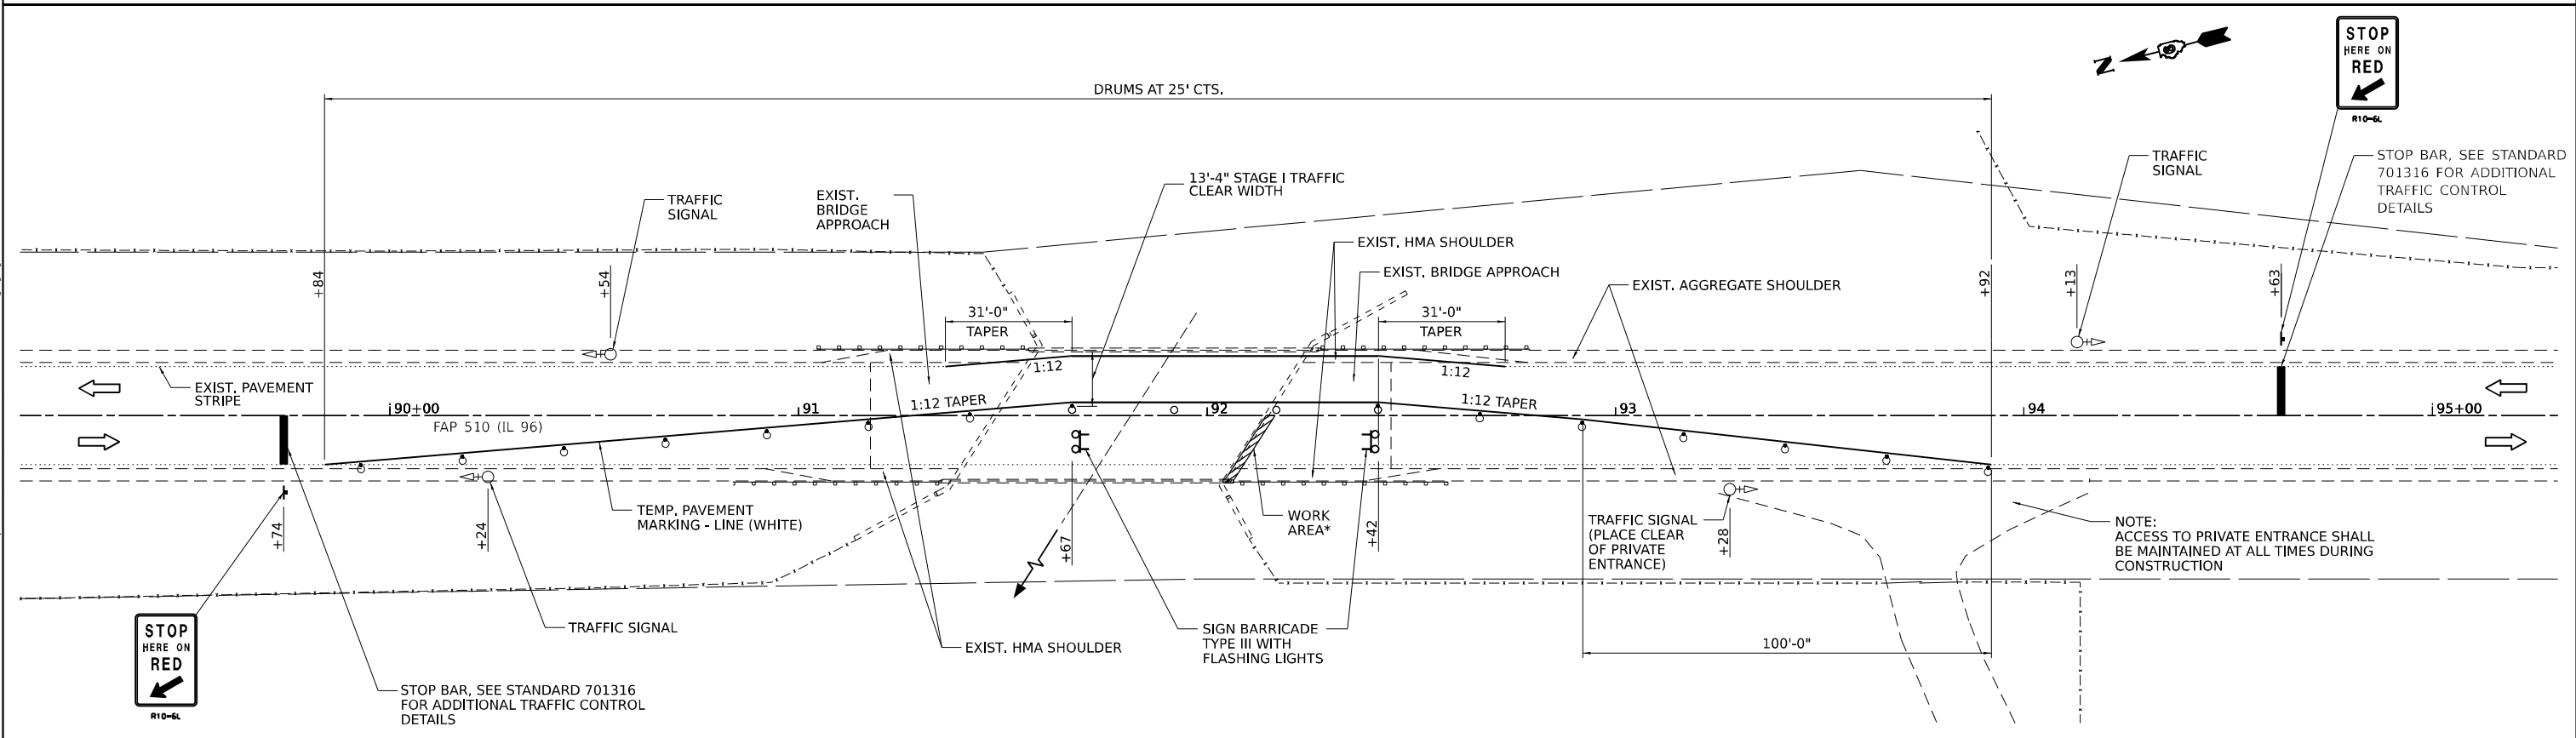 STOP
HERE ON
RED
R10-6L
N
DRUMS AT 25' CTS.
TRAFFIC
SIGNAL
STOP BAR, SEE STANDARD
701316 FOR ADDITIONAL
TRAFFIC CONTROL
DETAILS
13'-4" STAGE I TRAFFIC
CLEAR WIDTH
EXIST.
BRIDGE
APPROACH
TRAFFIC
SIGNAL
EXIST. HMA SHOULDER
EXIST. BRIDGE APPROACH
EXIST. AGGREGATE SHOULDER
+84
+54
+92
+13
+63
31'-0"
TAPER
31'-0"
TAPER
1:12
1:12
EXIST. PAVEMENT
STRIPE
1:12 TAPER
1:12 TAPER
90+00
91
92
93
94
95+00
FAP 510 (IL 96)
TEMP. PAVEMENT
MARKING - LINE (WHITE)
WORK
AREA*
TRAFFIC SIGNAL
(PLACE CLEAR
OF PRIVATE
ENTRANCE)
NOTE:
ACCESS TO PRIVATE ENTRANCE SHALL
BE MAINTAINED AT ALL TIMES DURING
CONSTRUCTION
+74
+24
+67
+42
+28
STOP
HERE ON
RED
R10-6L
TRAFFIC SIGNAL
EXIST. HMA SHOULDER
SIGN BARRICADE
TYPE III WITH
FLASHING LIGHTS
100'-0"
STOP BAR, SEE STANDARD 701316
FOR ADDITIONAL TRAFFIC CONTROL
DETAILS